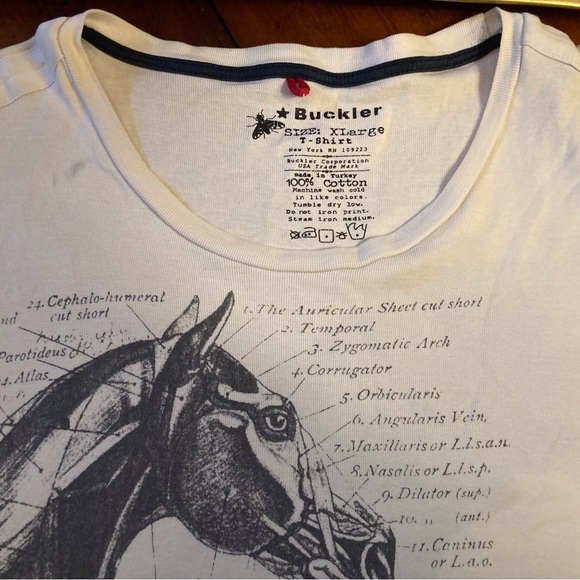 ★ Buckler
SIZE: XLarge
T-Shirt
New York RN 109223
Buckler Corporation
USA Trade Mark
made in Turkey
100% Cotton
Machine wash cold
in like colors.
Tumble dry low.
Do not iron print.
Steam iron medium.
24. Cephalo-humeral
cut short
nd
Parotideus
Atlas
1. The Auricular Sheet cut short
2. Temporal
3. Zygomatic Arch
4. Corrugator
5. Orbicularis
6. Angularis Vein.
7. Maxillaris or L.l.s.a.n.
8. Nasalis or L.l.s.p.
9. Dilator (sup.)
10. ,, (ant.)
11. Caninus
or L.a.o.